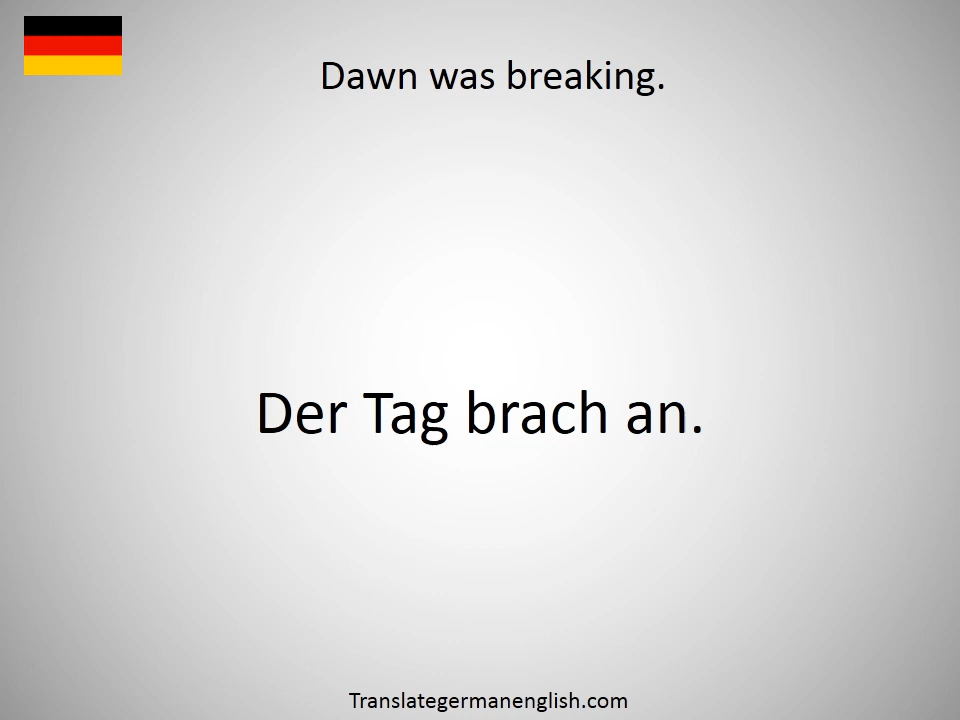 Dawn was breaking.
Der Tag brach an.
Translategermanenglish.com